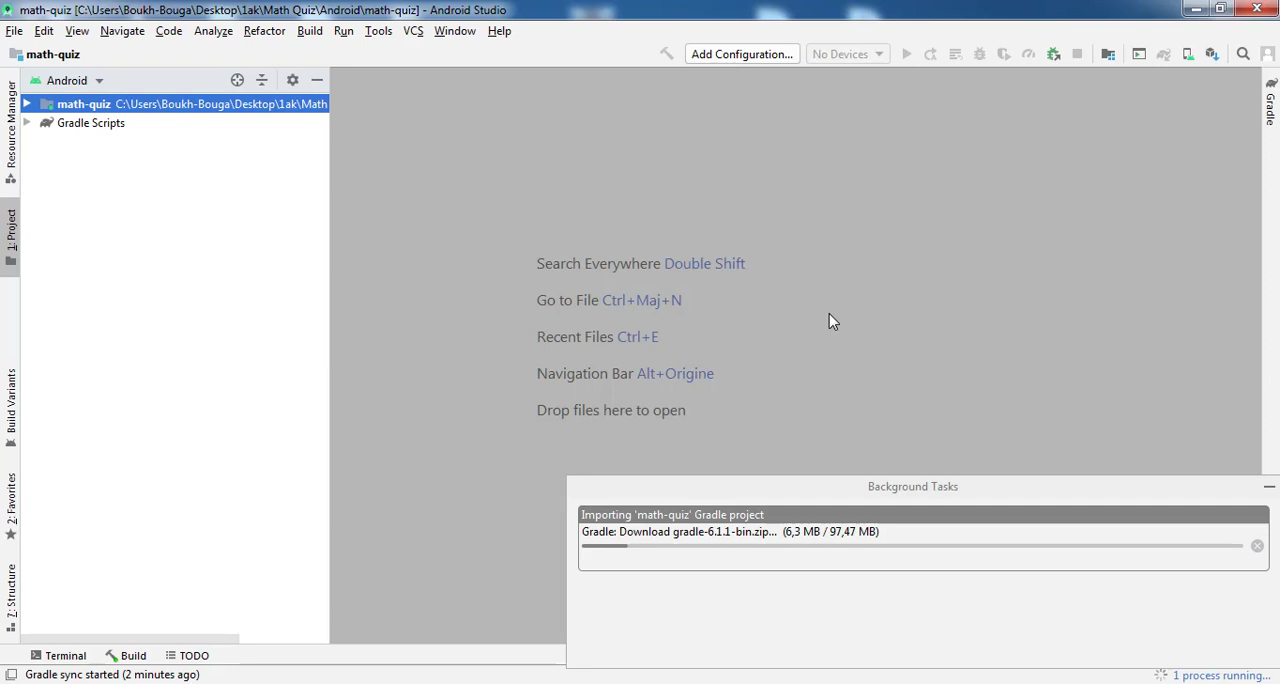 math-quiz [C:\Users\Boukh-Bouga\Desktop\1ak\Math Quiz\Android\math-quiz] - Android Studio
File Edit View Navigate Code Analyze Refactor Build Run Tools VCS Window Help
math-quiz
Add Configuration...
No Devices
Android
math-quiz C:\Users\Boukh-Bouga\Desktop\1ak\Math
Gradle Scripts
Resource Manager
1: Project
Build Variants
2: Favorites
7: Structure
Gradle
Search Everywhere Double Shift
Go to File Ctrl+Maj+N
Recent Files Ctrl+E
Navigation Bar Alt+Origine
Drop files here to open
Background Tasks
Importing 'math-quiz' Gradle project
Gradle: Download gradle-6.1.1-bin.zip... (6,3 MB / 97,47 MB)
Terminal Build TODO
Gradle sync started (2 minutes ago)
1 process running...